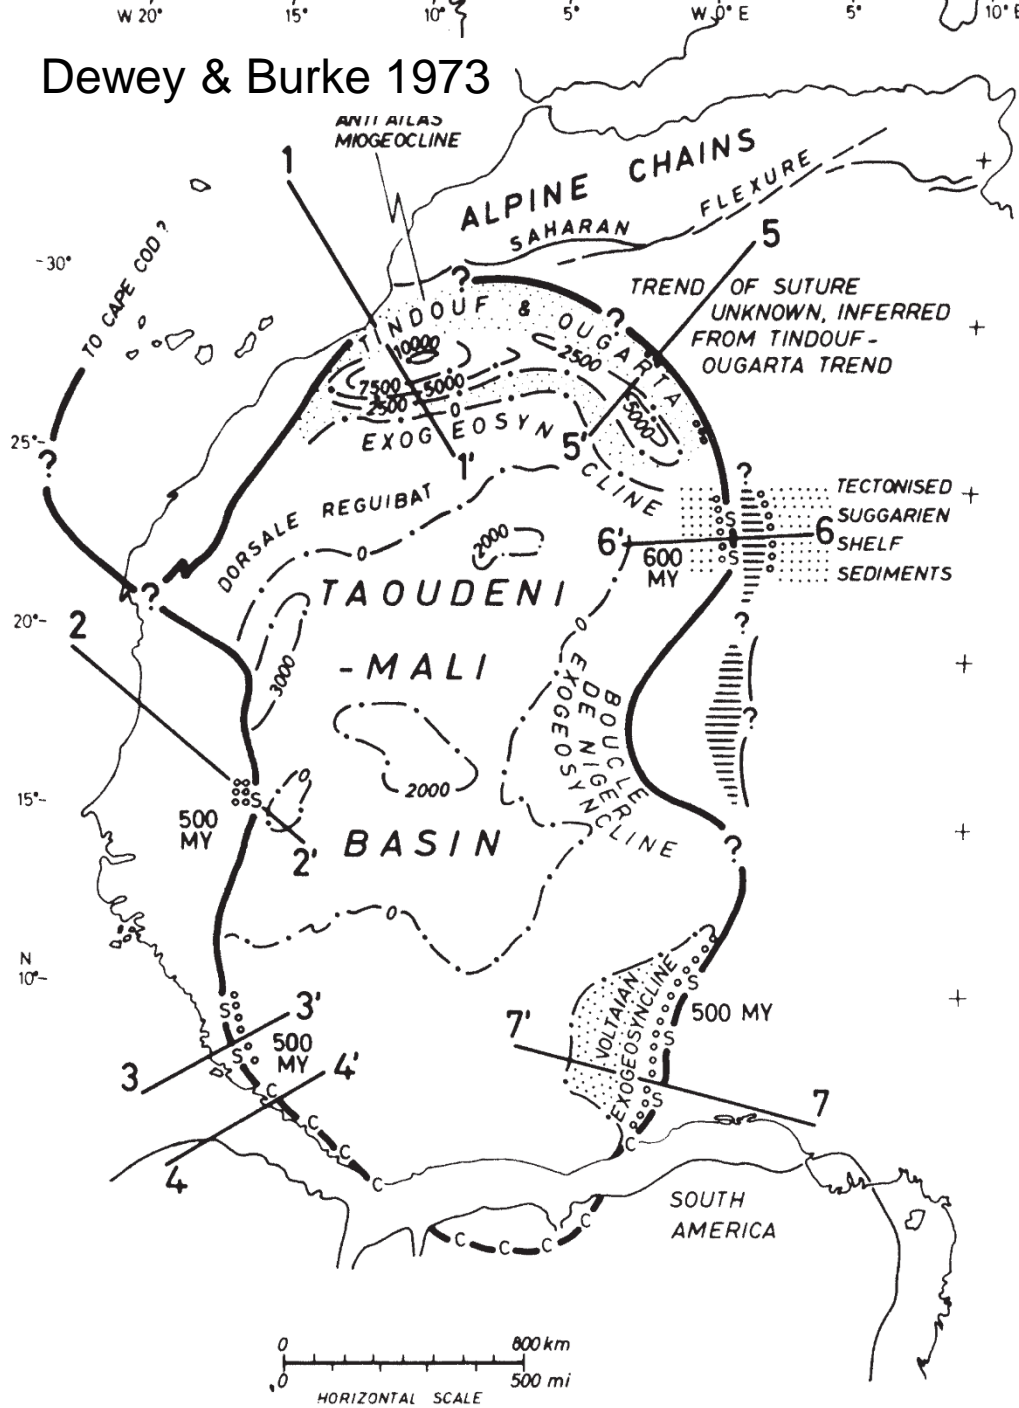 W 20° 15° 10° 5° W 0° E 5° 10° E
Dewey & Burke 1973
ANTI ATLAS
MIOGEOCLINE
1
ALPINE CHAINS
SAHARAN FLEXURE
5
-30°
TO CAPE COD ?
?
TREND OF SUTURE
UNKNOWN, INFERRED
FROM TINDOUF-
OUGARTA TREND
TINDOUF & OUGARTA
?
10000
7500 5000
2500
0
2500
5000
EXOGEOSYNCLINE
5'
1'
25°-
?
DORSALE REGUIBAT
0
2000
?
TECTONISED
SUGGARIEN
SHELF
SEDIMENTS
S
S
6'
6
600
MY
TAOUDENI
-MALI
BASIN
?
20°-
2
0
?
3000
BOUCLE
DE NIGER
EXOGEOSYNCLINE
?
2000
0
15°-
S
500
MY
2'
?
0
N
10°-
S
S
3'
500
MY
3
4'
4
C
C
C
C
VOLTAIAN
EXOGEOSYNCLINE
S
500 MY
S
S
7'
7
C
SOUTH
AMERICA
C C C C
0 800 km
0 500 mi
HORIZONTAL SCALE